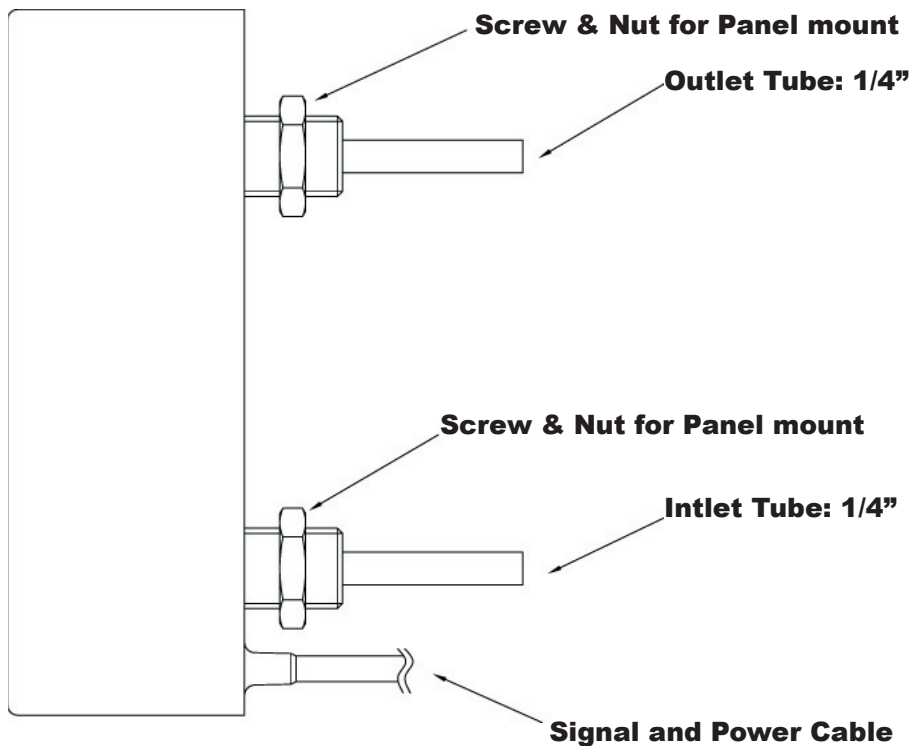 Screw & Nut for Panel mount
Outlet Tube: 1/4”
Screw & Nut for Panel mount
Intlet Tube: 1/4”
Signal and Power Cable